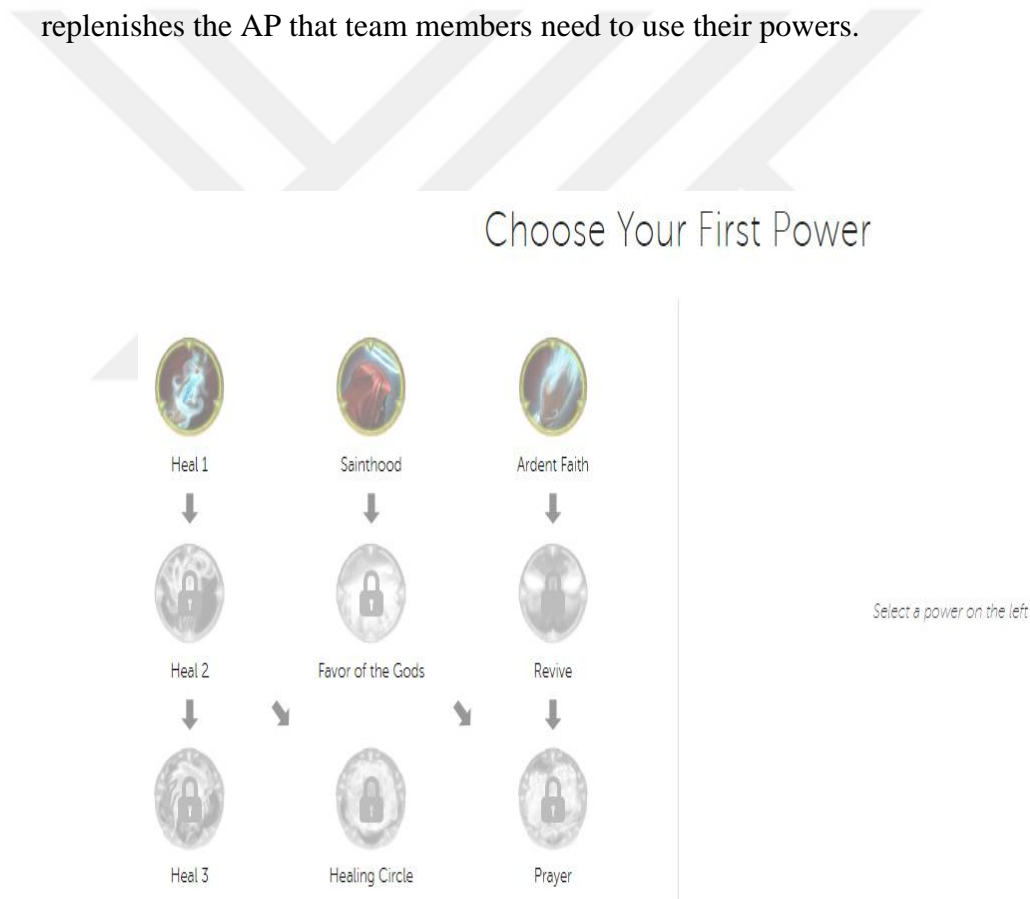 replenishes the AP that team members need to use their powers.
Choose Your First Power
Heal 1
Sainthood
Ardent Faith
Heal 2
Favor of the Gods
Revive
Select a power on the left
Heal 3
Healing Circle
Prayer